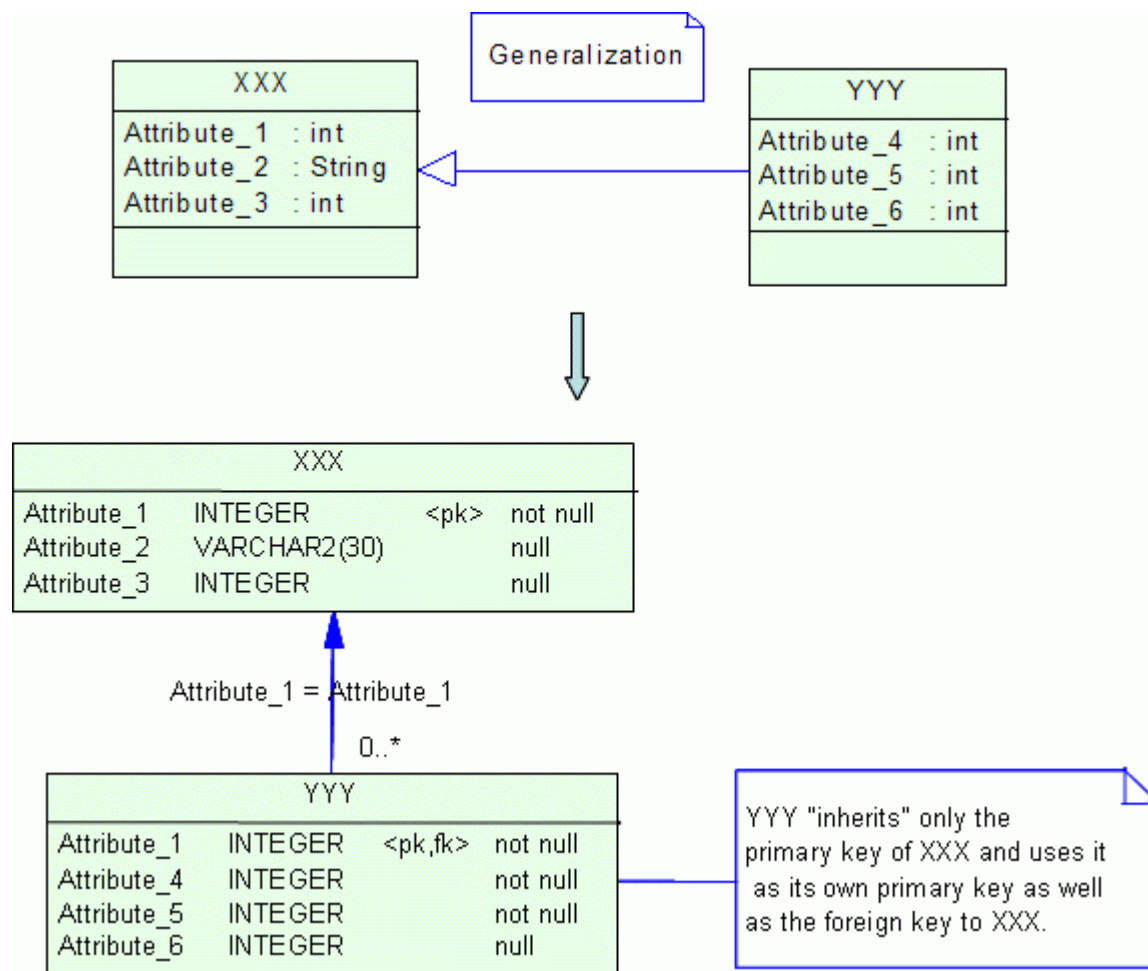 Generalization
XXX
Attribute_1 : int
Attribute_2 : String
Attribute_3 : int
YYY
Attribute_4 : int
Attribute_5 : int
Attribute_6 : int
XXX
Attribute_1 INTEGER <pk> not null
Attribute_2 VARCHAR2(30) null
Attribute_3 INTEGER null
Attribute_1 = Attribute_1
0..*
YYY
Attribute_1 INTEGER <pk,fk> not null
Attribute_4 INTEGER not null
Attribute_5 INTEGER not null
Attribute_6 INTEGER null
YYY "inherits" only the
primary key of XXX and uses it
as its own primary key as well
as the foreign key to XXX.